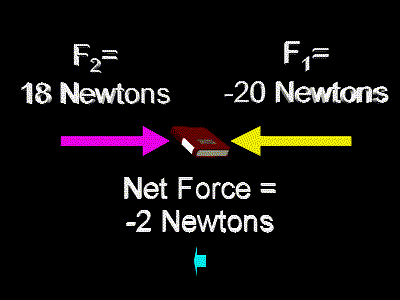 F₂=
18 Newtons
F₁=
-20 Newtons
Net Force =
-2 Newtons